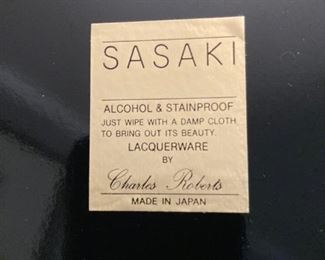 SASAKI
ALCOHOL & STAINPROOF
JUST WIPE WITH A DAMP CLOTH
TO BRING OUT ITS BEAUTY.
LACQUERWARE
BY
Charles Roberts
MADE IN JAPAN